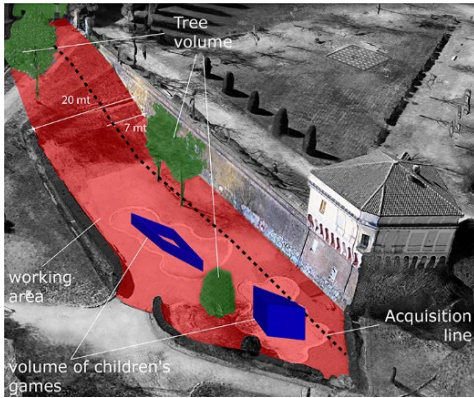 Tree
volume
20 mt
7 mt
working
area
Acquisition
line
volume of children's
games